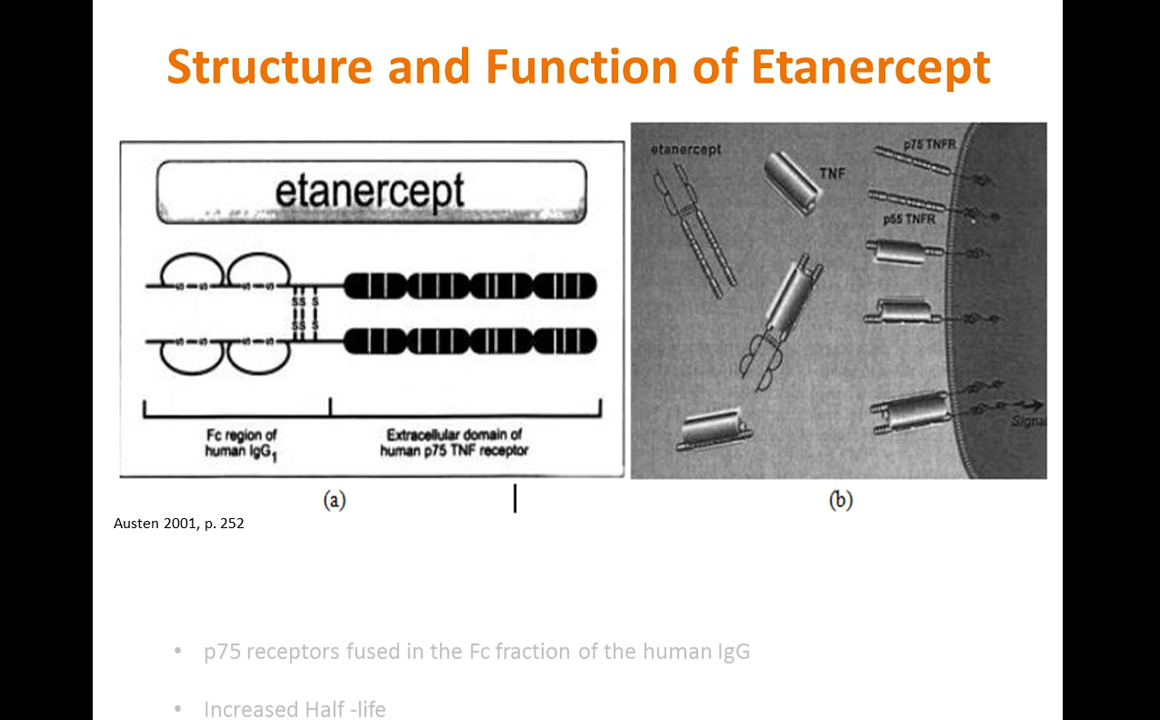 Structure and Function of Etanercept
etanercept
S S S S
SS S
SS S
S S S S
Fc region of
human IgG1
Extracellular domain of
human p75 TNF receptor
(a)
etanercept
TNF
p75 TNFR
p55 TNFR
Signal
(b)
Austen 2001, p. 252
• p75 receptors fused in the Fc fraction of the human IgG
• Increased Half -life